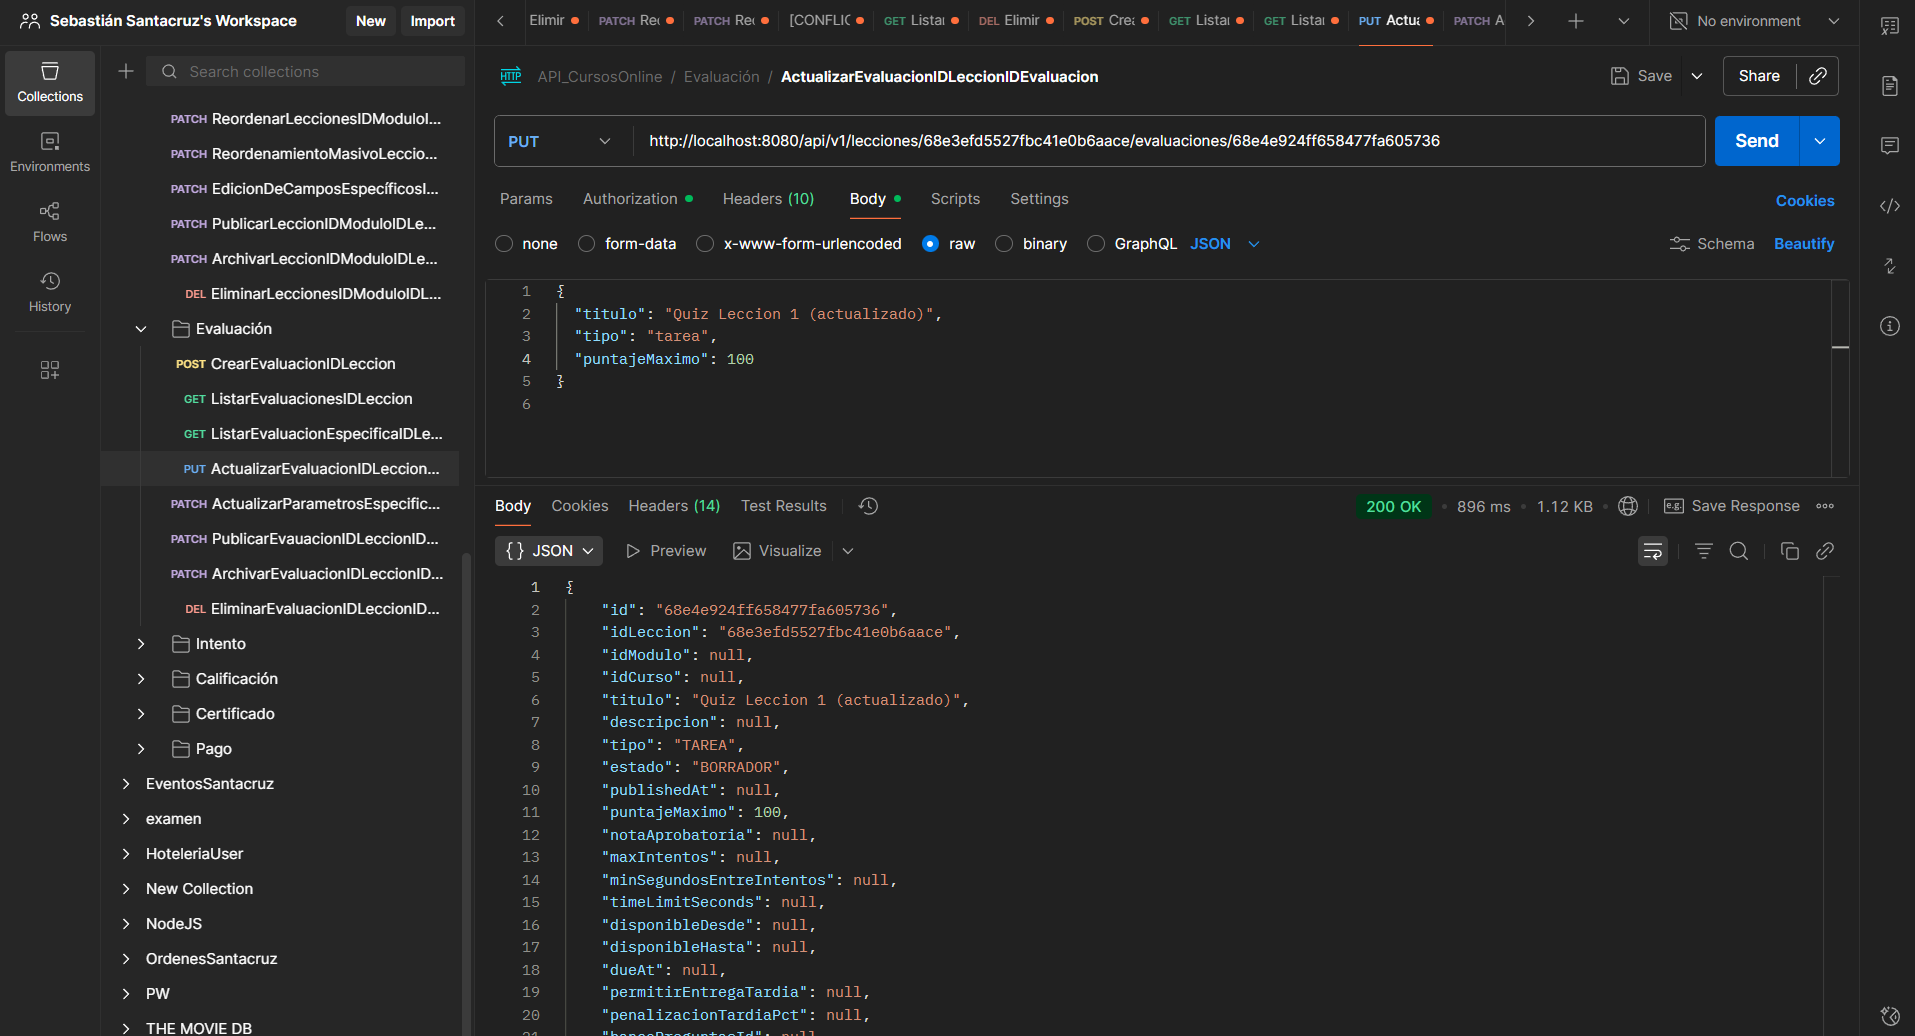 Sebastián Santacruz's Workspace
New
Import
Elimir
PATCH Rec
PATCH Rec
[CONFLIC
GET Listar
DEL Elimir
POST Crea
GET Listar
GET Listar
PUT Actua
PATCH A
No environment
Collections
Environments
Flows
History
Search collections
PATCH ReordenarLeccionesIDModuloI...
PATCH ReordenamientoMasivoLeccio...
PATCH EdicionDeCamposEspecíficosI...
PATCH PublicarLeccionIDModuloIDLe...
PATCH ArchivarLeccionIDModuloIDLe...
DEL EliminarLeccionesIDModuloIDL...
Evaluación
POST CrearEvaluacionIDLeccion
GET ListarEvaluacionesIDLeccion
GET ListarEvaluacionEspecificaIDLe...
PUT ActualizarEvaluacionIDLeccion...
PATCH ActualizarParametrosEspecific...
PATCH PublicarEvauacionIDLeccionID...
PATCH ArchivarEvaluacionIDLeccionID...
DEL EliminarEvaluacionIDLeccionID...
Intento
Calificación
Certificado
Pago
EventosSantacruz
examen
HoteleriaUser
New Collection
NodeJS
OrdenesSantacruz
PW
THE MOVIE DB
HTTP API_CursosOnline / Evaluación / ActualizarEvaluacionIDLeccionIDEvaluacion
Save
Share
PUT
http://localhost:8080/api/v1/lecciones/68e3efd5527fbc41e0b6aace/evaluaciones/68e4e924ff658477fa605736
Send
Params
Authorization
Headers (10)
Body
Scripts
Settings
Cookies
none
form-data
x-www-form-urlencoded
raw
binary
GraphQL
JSON
Schema
Beautify
1 {
2 "titulo": "Quiz Leccion 1 (actualizado)",
3 "tipo": "tarea",
4 "puntajeMaximo": 100
5 }
6
Body
Cookies
Headers (14)
Test Results
200 OK
896 ms
1.12 KB
e.g.
Save Response
{} JSON
Preview
Visualize
1 {
2 "id": "68e4e924ff658477fa605736",
3 "idLeccion": "68e3efd5527fbc41e0b6aace",
4 "idModulo": null,
5 "idCurso": null,
6 "titulo": "Quiz Leccion 1 (actualizado)",
7 "descripcion": null,
8 "tipo": "TAREA",
9 "estado": "BORRADOR",
10 "publishedAt": null,
11 "puntajeMaximo": 100,
12 "notaAprobatoria": null,
13 "maxIntentos": null,
14 "minSegundosEntreIntentos": null,
15 "timeLimitSeconds": null,
16 "disponibleDesde": null,
17 "disponibleHasta": null,
18 "dueAt": null,
19 "permitirEntregaTardia": null,
20 "penalizacionTardiaPct": null,